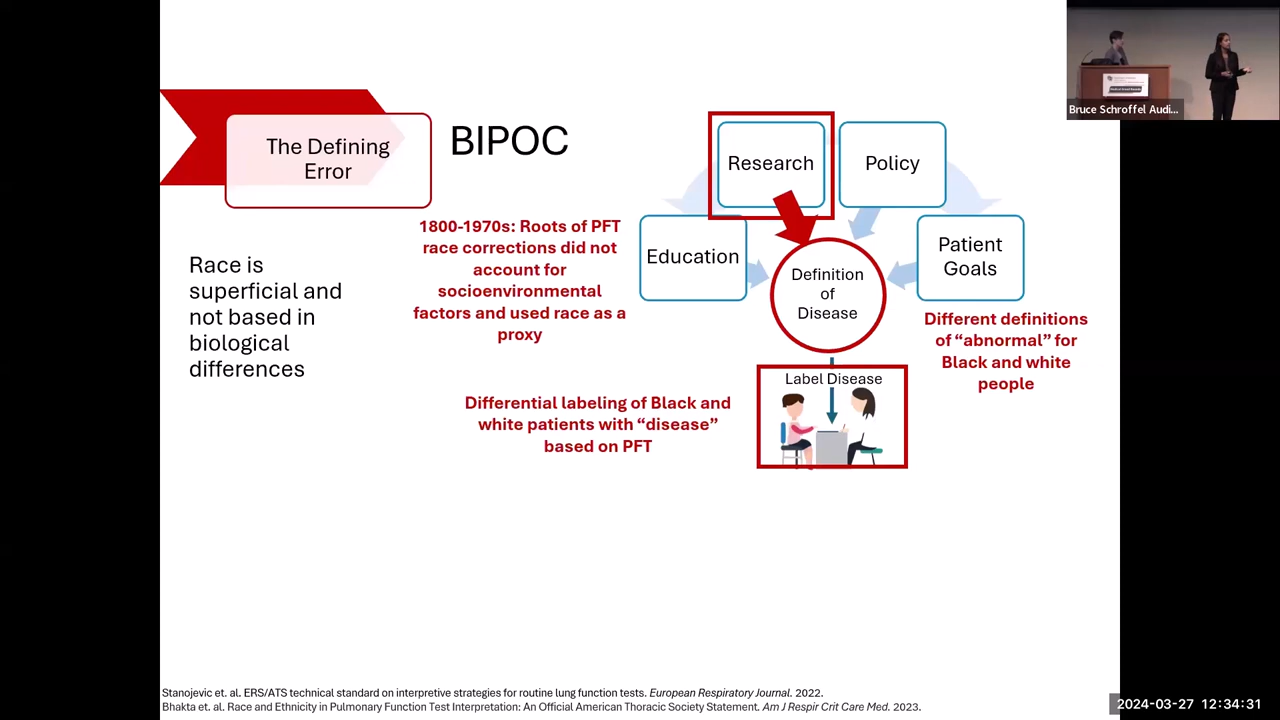 Bruce Schroffel Audi...
The Defining
Error
BIPOC
Research
Policy
Education
Patient
Goals
Definition
of
Disease
Label Disease
1800-1970s: Roots of PFT
race corrections did not
account for
socioenvironmental
factors and used race as a
proxy
Race is
superficial and
not based in
biological
differences
Different definitions
of “abnormal” for
Black and white
people
Differential labeling of Black and
white patients with “disease”
based on PFT
Stanojevic et. al. ERS/ATS technical standard on interpretive strategies for routine lung function tests. European Respiratory Journal. 2022.
Bhakta et. al. Race and Ethnicity in Pulmonary Function Test Interpretation: An Official American Thoracic Society Statement. Am J Respir Crit Care Med. 2023.
2024-03-27 12:34:31